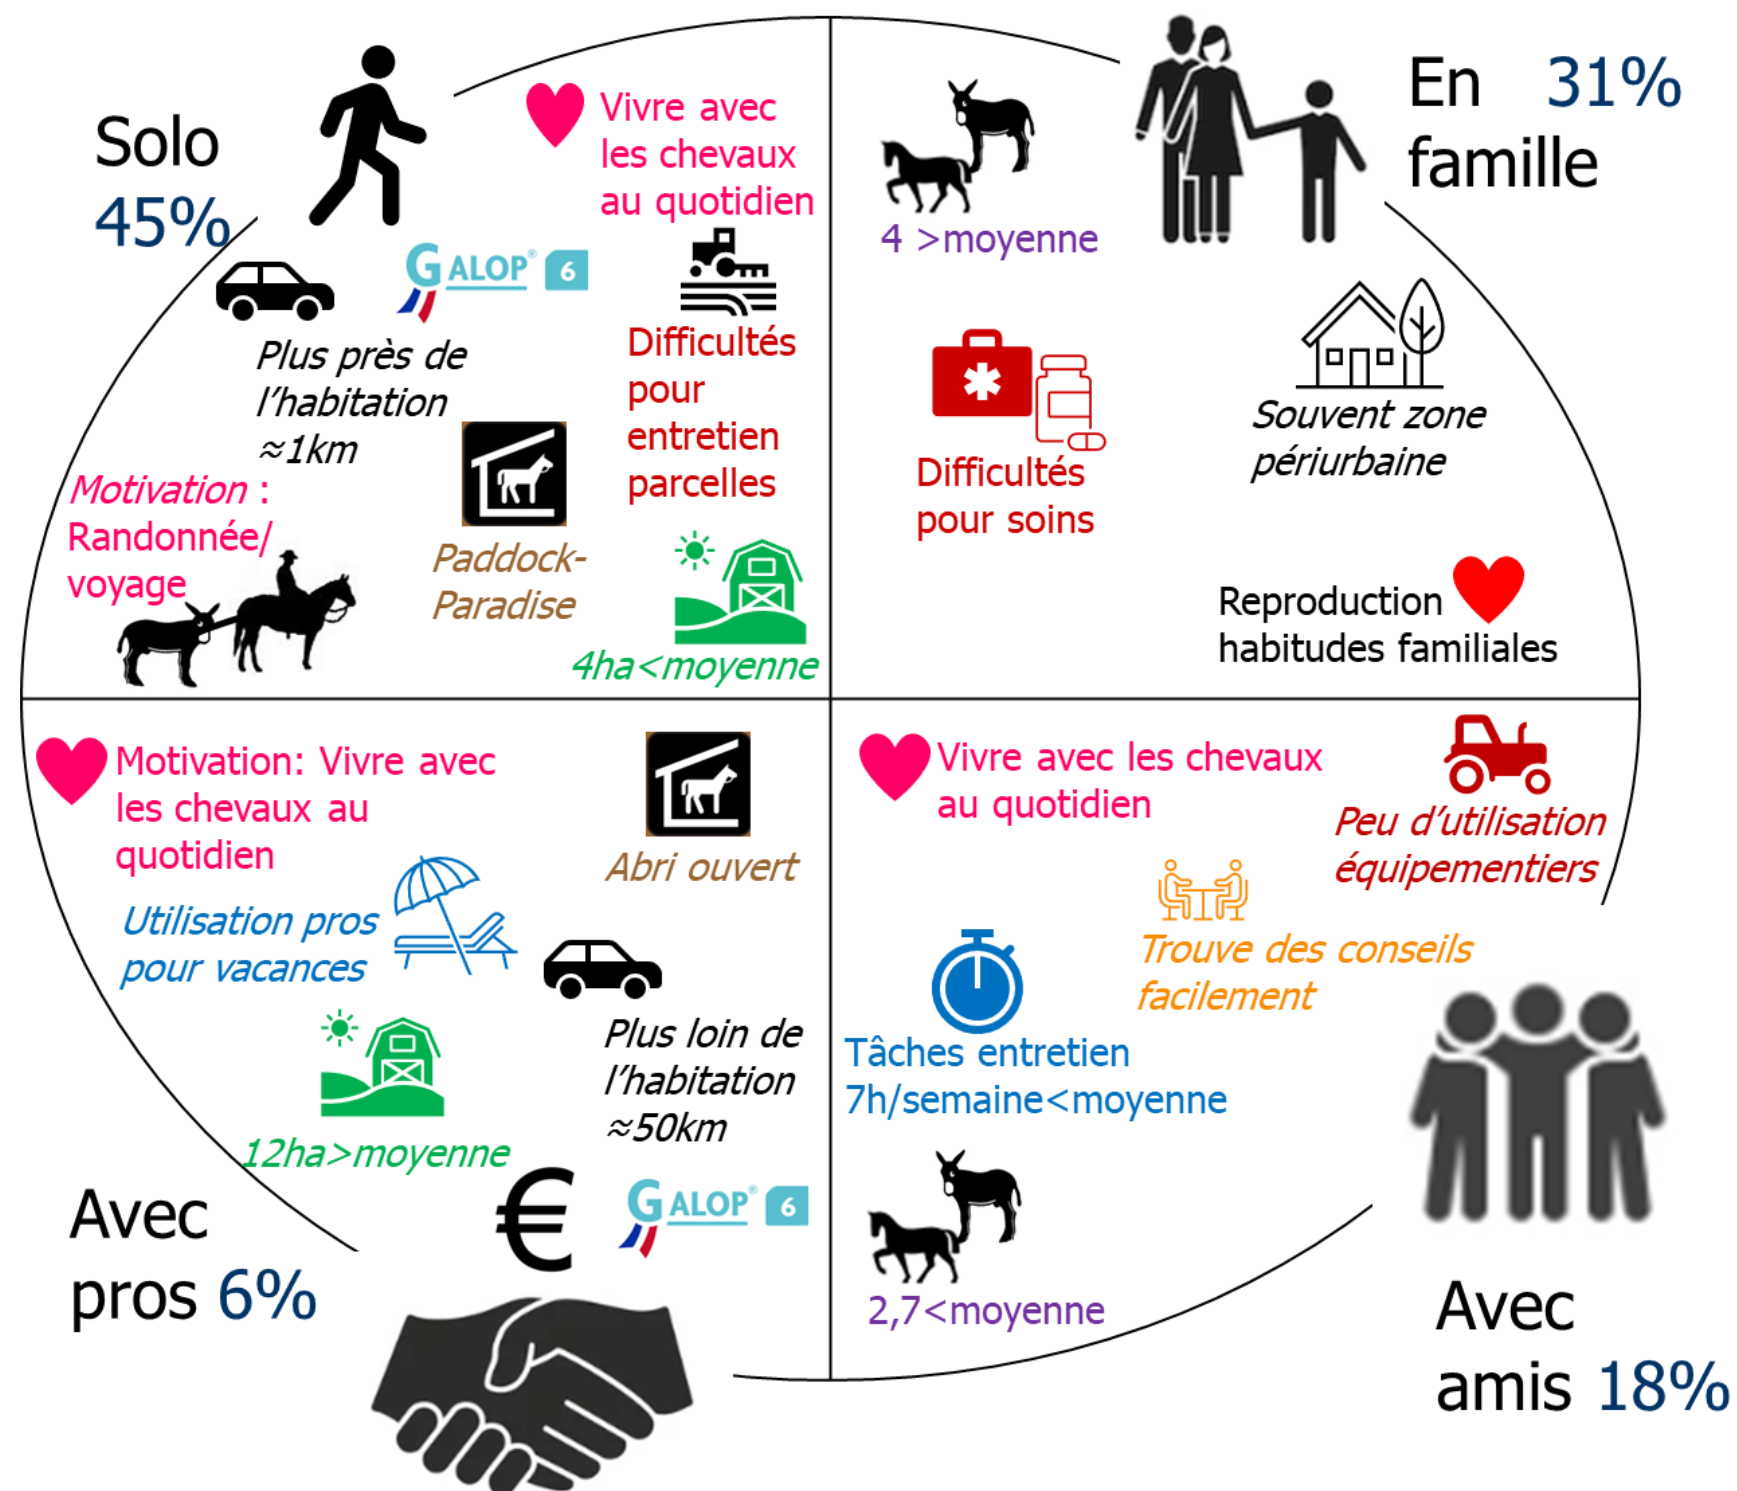 Solo
45%
Vivre avec
les chevaux
au quotidien
GALOP® 6
Plus près de
l'habitation
≈1km
Difficultés
pour
entretien
parcelles
Motivation :
Randonnée/
voyage
Paddock-
Paradise
4ha<moyenne
En 31%
famille
4 >moyenne
Souvent zone
périurbaine
Difficultés
pour soins
Reproduction
habitudes familiales
Motivation: Vivre avec
les chevaux au
quotidien
Abri ouvert
Utilisation pros
pour vacances
Plus loin de
l'habitation
≈50km
12ha>moyenne
Avec
pros 6%
€
GALOP® 6
Vivre avec les chevaux
au quotidien
Peu d'utilisation
équipementiers
Trouve des conseils
facilement
Tâches entretien
7h/semaine<moyenne
2,7<moyenne
Avec
amis 18%